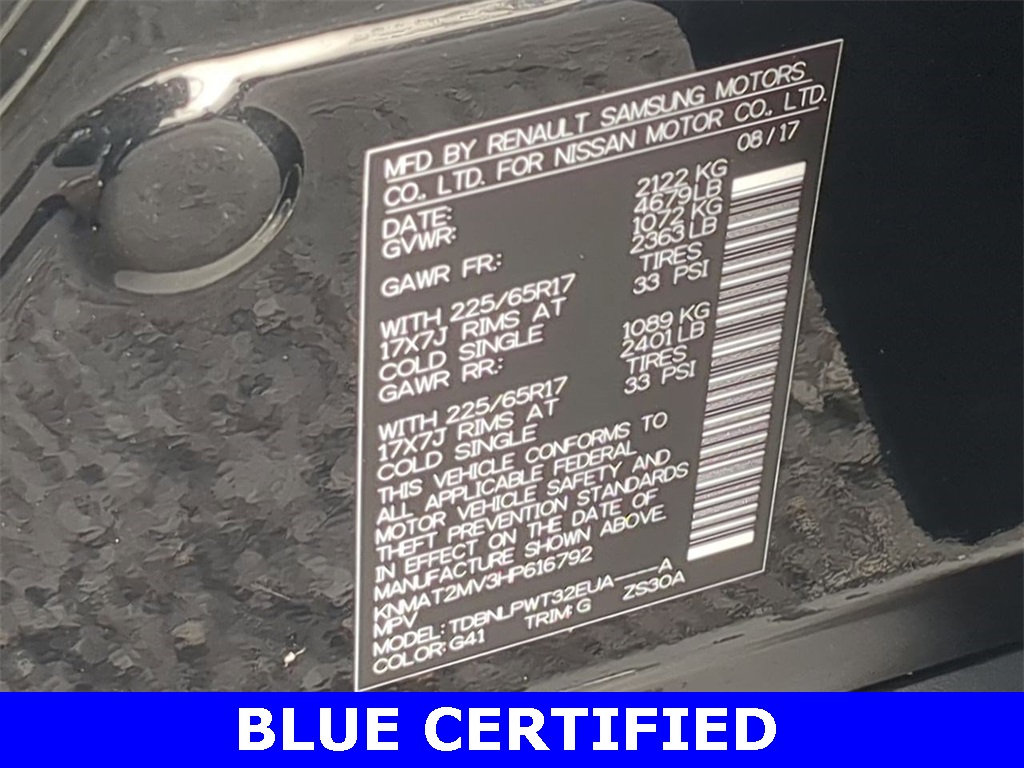 MFD BY RENAULT SAMSUNG MOTORS
CO., LTD. FOR NISSAN MOTOR CO., LTD.
DATE: 08/17
GVWR: 2122 KG
4679LB
GAWR FR.: 1072 KG
2363 LB
WITH 225/65R17 TIRES
17X7J RIMS AT 33 PSI
COLD SINGLE
GAWR RR.: 1089 KG
2401 LB
WITH 225/65R17 TIRES
17X7J RIMS AT 33 PSI
COLD SINGLE
THIS VEHICLE CONFORMS TO
ALL APPLICABLE FEDERAL
MOTOR VEHICLE SAFETY AND
THEFT PREVENTION STANDARDS
IN EFFECT ON THE DATE OF
MANUFACTURE SHOWN ABOVE.
KNMAT2MV3HP616792
MPV
MODEL: TDBNLPWT32EUA——A
COLOR: G41 TRIM: G ZS30A
BLUE CERTIFIED